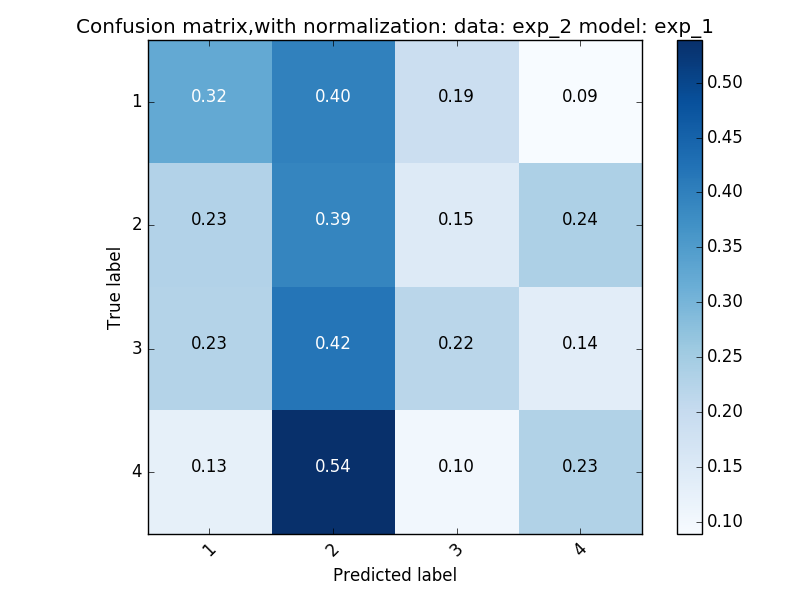 Confusion matrix,with normalization: data: exp_2 model: exp_1
True label
1 0.32 0.40 0.19 0.09
2 0.23 0.39 0.15 0.24
3 0.23 0.42 0.22 0.14
4 0.13 0.54 0.10 0.23
1 2 3 4
Predicted label
0.50
0.45
0.40
0.35
0.30
0.25
0.20
0.15
0.10